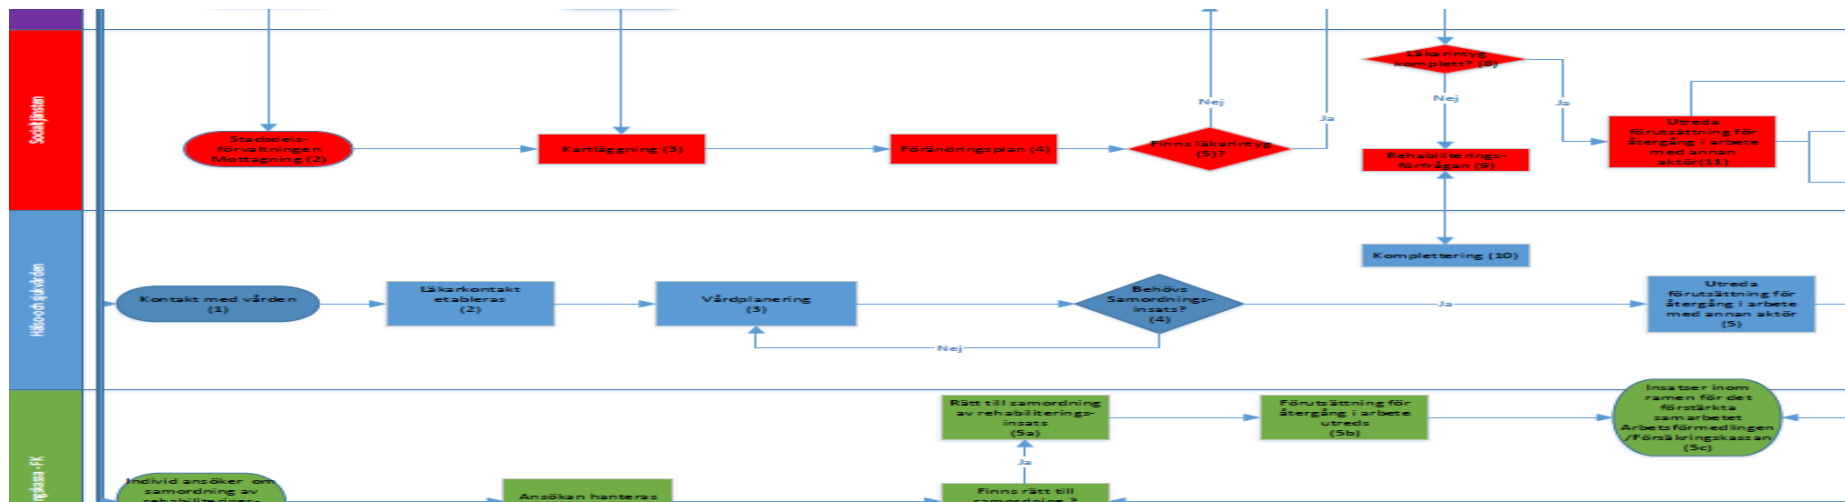 Socialtjänsten
Stadsdels-
förvaltningen
Mottagning (2)
Kartläggning (3)
Förändringsplan (4)
Finns läkarintyg
(5)?
Nej
Ja
Läkarintyg
komplett? (8)
Nej
Ja
Rehabiliterings-
förfrågan (9)
Utreda
förutsättning för
återgång i arbete
med annan
aktör(11)
Hälso och sjukvården
Kontakt med vården
(1)
Läkarkontakt
etableras
(2)
Vårdplanering
(3)
Behövs
Samordnings-
insats?
(4)
Nej
Ja
Komplettering (10)
Utreda
förutsättning för
återgång i arbete
med annan aktör
(5)
ngskassa - FK
Individ ansöker om
samordning av
rehabiliterings-
Ansökan hanteras
Finns rätt till
samordning ?
Ja
Rätt till samordning
av rehabiliterings-
insats
(5a)
Förutsättning för
återgång i arbete
utreds
(5b)
Insatser inom
ramen för det
förstärkta
samarbetet
Arbetsförmedlingen
/Försäkringskassan
(5c)